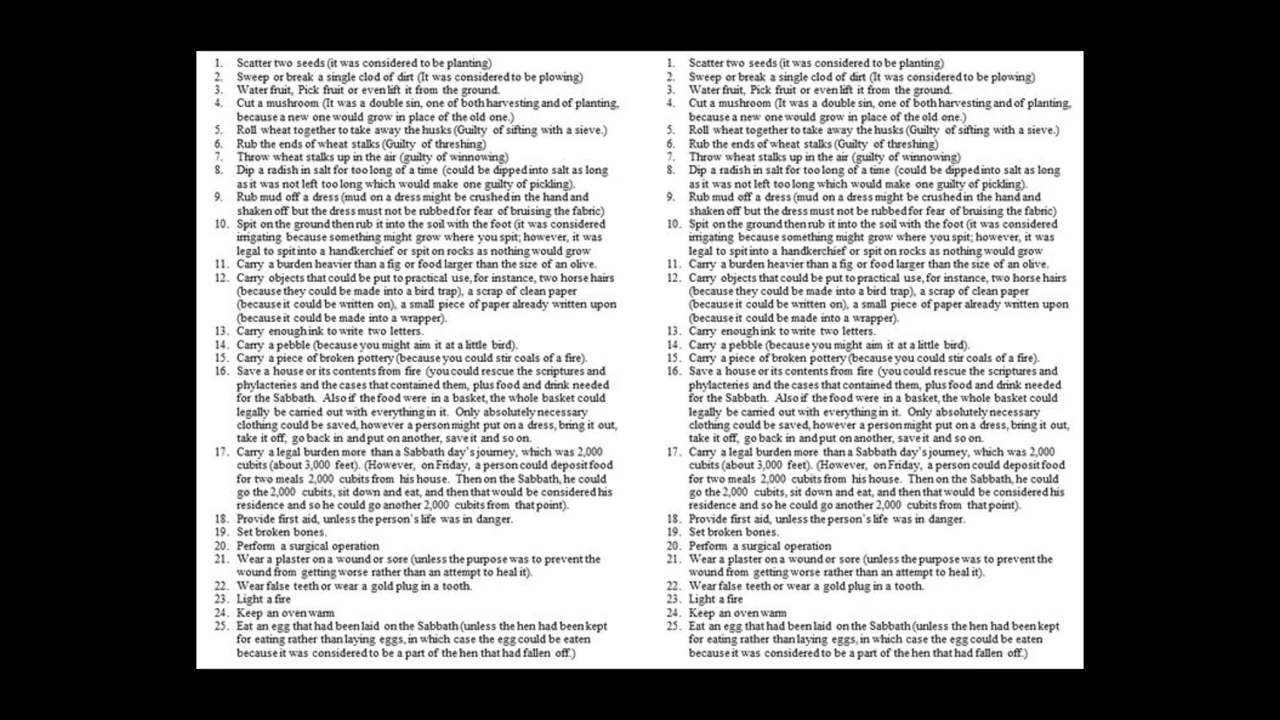 1. Scatter two seeds (it was considered to be planting)
2. Sweep or break a single clod of dirt (It was considered to be plowing)
3. Water fruit, Pick fruit or even lift it from the ground.
4. Cut a mushroom (It was a double sin, one of both harvesting and of planting,
because a new one would grow in place of the old one.)
5. Roll wheat together to take away the husks (Guilty of sifting with a sieve.)
6. Rub the ends of wheat stalks (Guilty of threshing)
7. Throw wheat stalks up in the air (guilty of winnowing)
8. Dip a radish in salt for too long of a time (could be dipped into salt as long
as it was not left too long which would make one guilty of pickling).
9. Rub mud off a dress (mud on a dress might be crushed in the hand and
shaken off but the dress must not be rubbed for fear of bruising the fabric)
10. Spit on the ground then rub it into the soil with the foot (it was considered
irrigating because something might grow where you spit; however, it was
legal to spit into a handkerchief or spit on rocks as nothing would grow
11. Carry a burden heavier than a fig or food larger than the size of an olive.
12. Carry objects that could be put to practical use, for instance, two horse hairs
(because they could be made into a bird trap), a scrap of clean paper
(because it could be written on), a small piece of paper already written upon
(because it could be made into a wrapper).
13. Carry enough ink to write two letters.
14. Carry a pebble (because you might aim it at a little bird).
15. Carry a piece of broken pottery (because you could stir coals of a fire).
16. Save a house or its contents from fire (you could rescue the scriptures and
phylacteries and the cases that contained them, plus food and drink needed
for the Sabbath. Also if the food were in a basket, the whole basket could
legally be carried out with everything in it. Only absolutely necessary
clothing could be saved, however a person might put on a dress, bring it out,
take it off, go back in and put on another, save it and so on.
17. Carry a legal burden more than a Sabbath day's journey, which was 2,000
cubits (about 3,000 feet). (However, on Friday, a person could deposit food
for two meals 2,000 cubits from his house. Then on the Sabbath, he could
go the 2,000 cubits, sit down and eat, and then that would be considered his
residence and so he could go another 2,000 cubits from that point).
18. Provide first aid, unless the person's life was in danger.
19. Set broken bones.
20. Perform a surgical operation
21. Wear a plaster on a wound or sore (unless the purpose was to prevent the
wound from getting worse rather than an attempt to heal it).
22. Wear false teeth or wear a gold plug in a tooth.
23. Light a fire
24. Keep an oven warm
25. Eat an egg that had been laid on the Sabbath (unless the hen had been kept
for eating rather than laying eggs, in which case the egg could be eaten
because it was considered to be a part of the hen that had fallen off.)
1. Scatter two seeds (it was considered to be planting)
2. Sweep or break a single clod of dirt (It was considered to be plowing)
3. Water fruit, Pick fruit or even lift it from the ground.
4. Cut a mushroom (It was a double sin, one of both harvesting and of planting,
because a new one would grow in place of the old one.)
5. Roll wheat together to take away the husks (Guilty of sifting with a sieve.)
6. Rub the ends of wheat stalks (Guilty of threshing)
7. Throw wheat stalks up in the air (guilty of winnowing)
8. Dip a radish in salt for too long of a time (could be dipped into salt as long
as it was not left too long which would make one guilty of pickling).
9. Rub mud off a dress (mud on a dress might be crushed in the hand and
shaken off but the dress must not be rubbed for fear of bruising the fabric)
10. Spit on the ground then rub it into the soil with the foot (it was considered
irrigating because something might grow where you spit; however, it was
legal to spit into a handkerchief or spit on rocks as nothing would grow
11. Carry a burden heavier than a fig or food larger than the size of an olive.
12. Carry objects that could be put to practical use, for instance, two horse hairs
(because they could be made into a bird trap), a scrap of clean paper
(because it could be written on), a small piece of paper already written upon
(because it could be made into a wrapper).
13. Carry enough ink to write two letters.
14. Carry a pebble (because you might aim it at a little bird).
15. Carry a piece of broken pottery (because you could stir coals of a fire).
16. Save a house or its contents from fire (you could rescue the scriptures and
phylacteries and the cases that contained them, plus food and drink needed
for the Sabbath. Also if the food were in a basket, the whole basket could
legally be carried out with everything in it. Only absolutely necessary
clothing could be saved, however a person might put on a dress, bring it out,
take it off, go back in and put on another, save it and so on.
17. Carry a legal burden more than a Sabbath day's journey, which was 2,000
cubits (about 3,000 feet). (However, on Friday, a person could deposit food
for two meals 2,000 cubits from his house. Then on the Sabbath, he could
go the 2,000 cubits, sit down and eat, and then that would be considered his
residence and so he could go another 2,000 cubits from that point).
18. Provide first aid, unless the person's life was in danger.
19. Set broken bones.
20. Perform a surgical operation
21. Wear a plaster on a wound or sore (unless the purpose was to prevent the
wound from getting worse rather than an attempt to heal it).
22. Wear false teeth or wear a gold plug in a tooth.
23. Light a fire
24. Keep an oven warm
25. Eat an egg that had been laid on the Sabbath (unless the hen had been kept
for eating rather than laying eggs, in which case the egg could be eaten
because it was considered to be a part of the hen that had fallen off.)